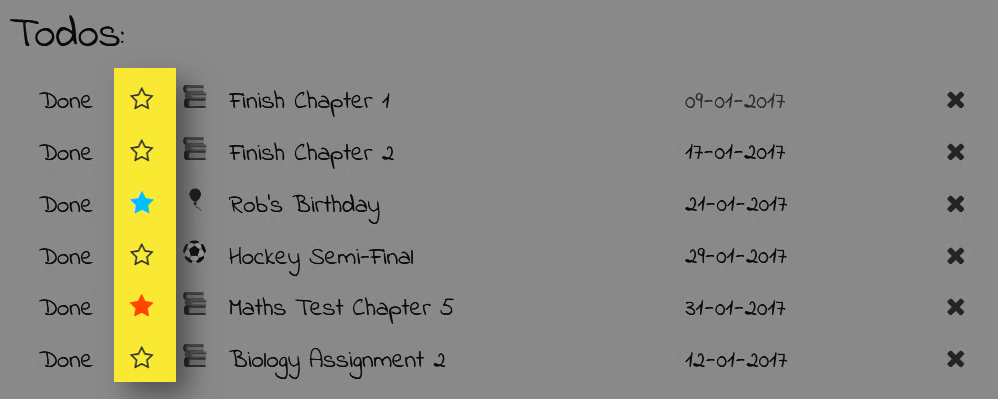 Todos:
Done Finish Chapter 1 09-01-2017
Done Finish Chapter 2 17-01-2017
Done Rob's Birthday 21-01-2017
Done Hockey Semi-Final 29-01-2017
Done Maths Test Chapter 5 31-01-2017
Done Biology Assignment 2 12-01-2017